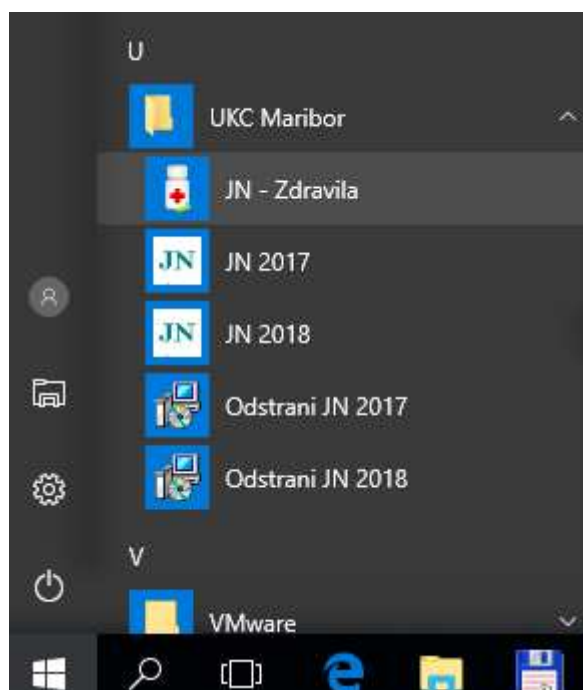 U
UKC Maribor
JN - Zdravila
JN JN 2017
JN JN 2018
Odstrani JN 2017
Odstrani JN 2018
V
VMware